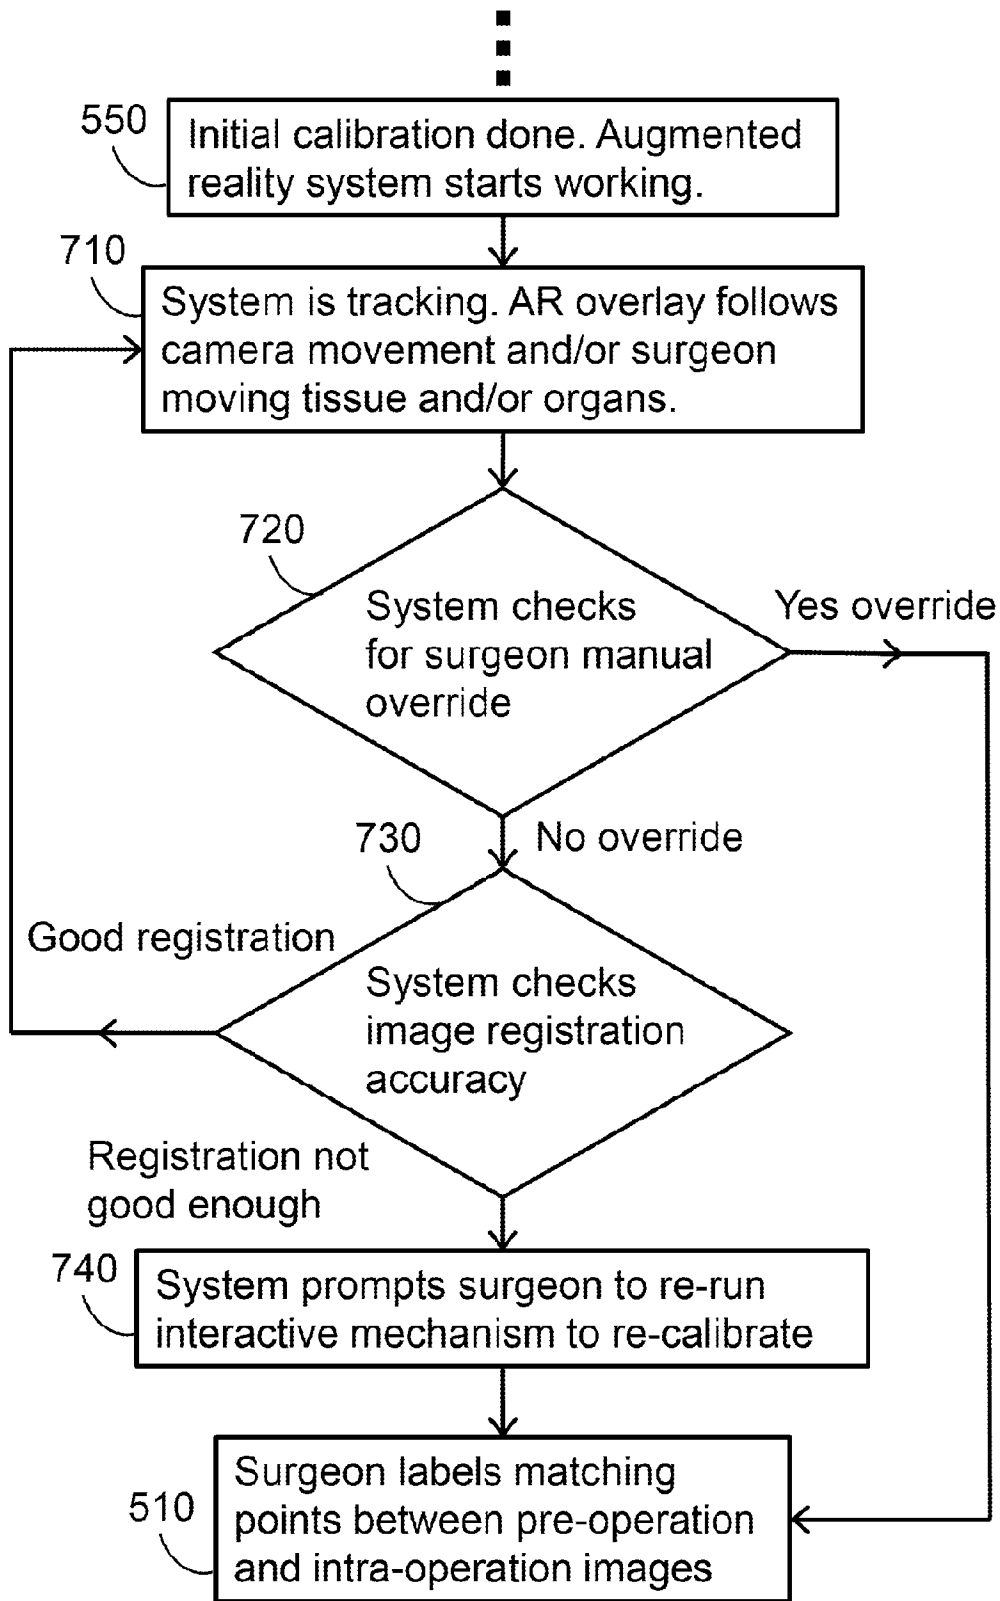 550
Initial calibration done. Augmented
reality system starts working.
710
System is tracking. AR overlay follows
camera movement and/or surgeon
moving tissue and/or organs.
720
System checks
for surgeon manual
override
Yes override
No override
730
Good registration
System checks
image registration
accuracy
Registration not
good enough
740
System prompts surgeon to re-run
interactive mechanism to re-calibrate
510
Surgeon labels matching
points between pre-operation
and intra-operation images